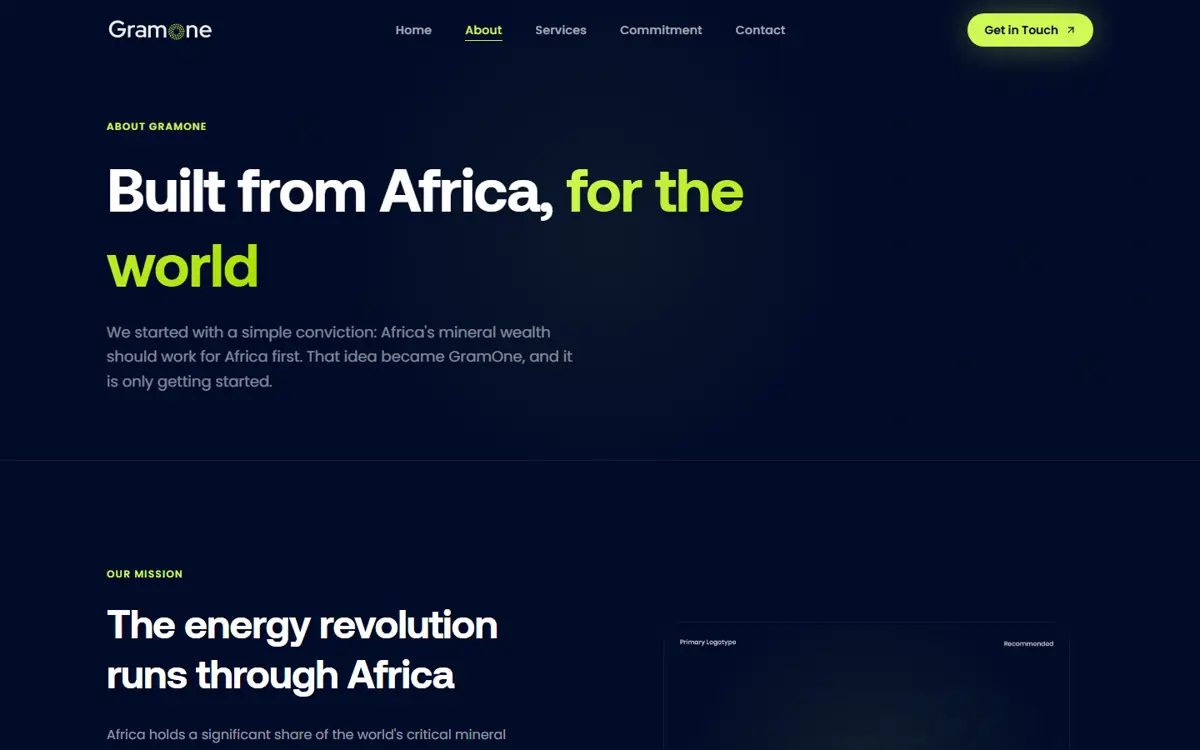 Gramone
Home
About
Services
Commitment
Contact
Get in Touch
ABOUT GRAMONE
Built from Africa, for the
world
We started with a simple conviction: Africa's mineral wealth
should work for Africa first. That idea became GramOne, and it
is only getting started.
OUR MISSION
The energy revolution
runs through Africa
Africa holds a significant share of the world's critical mineral
Primary Logotype
Recommended